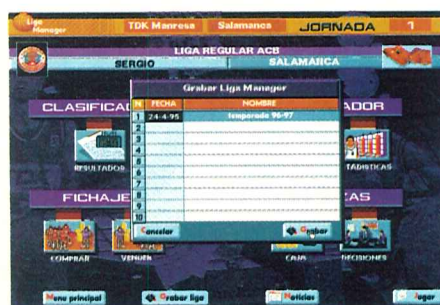 Liga Manager
TDK Manresa Salamanca JORNADA 1
LIGA REGULAR ACB
SERGIO SALAMANCA
Grabar Liga Manager
N FECHA NOMBRE
1 24-4-95 temporada 96-97
2
3
4
5
6
7
8
9
10
Cancelar Grabar
CLASIFICAC ADOR
RESULTADOR TADISTICAS
FICHAJE AS
COMPRAR VENDER CAJA DECISIONES
Menu principal Grabar liga Noticias Jugar